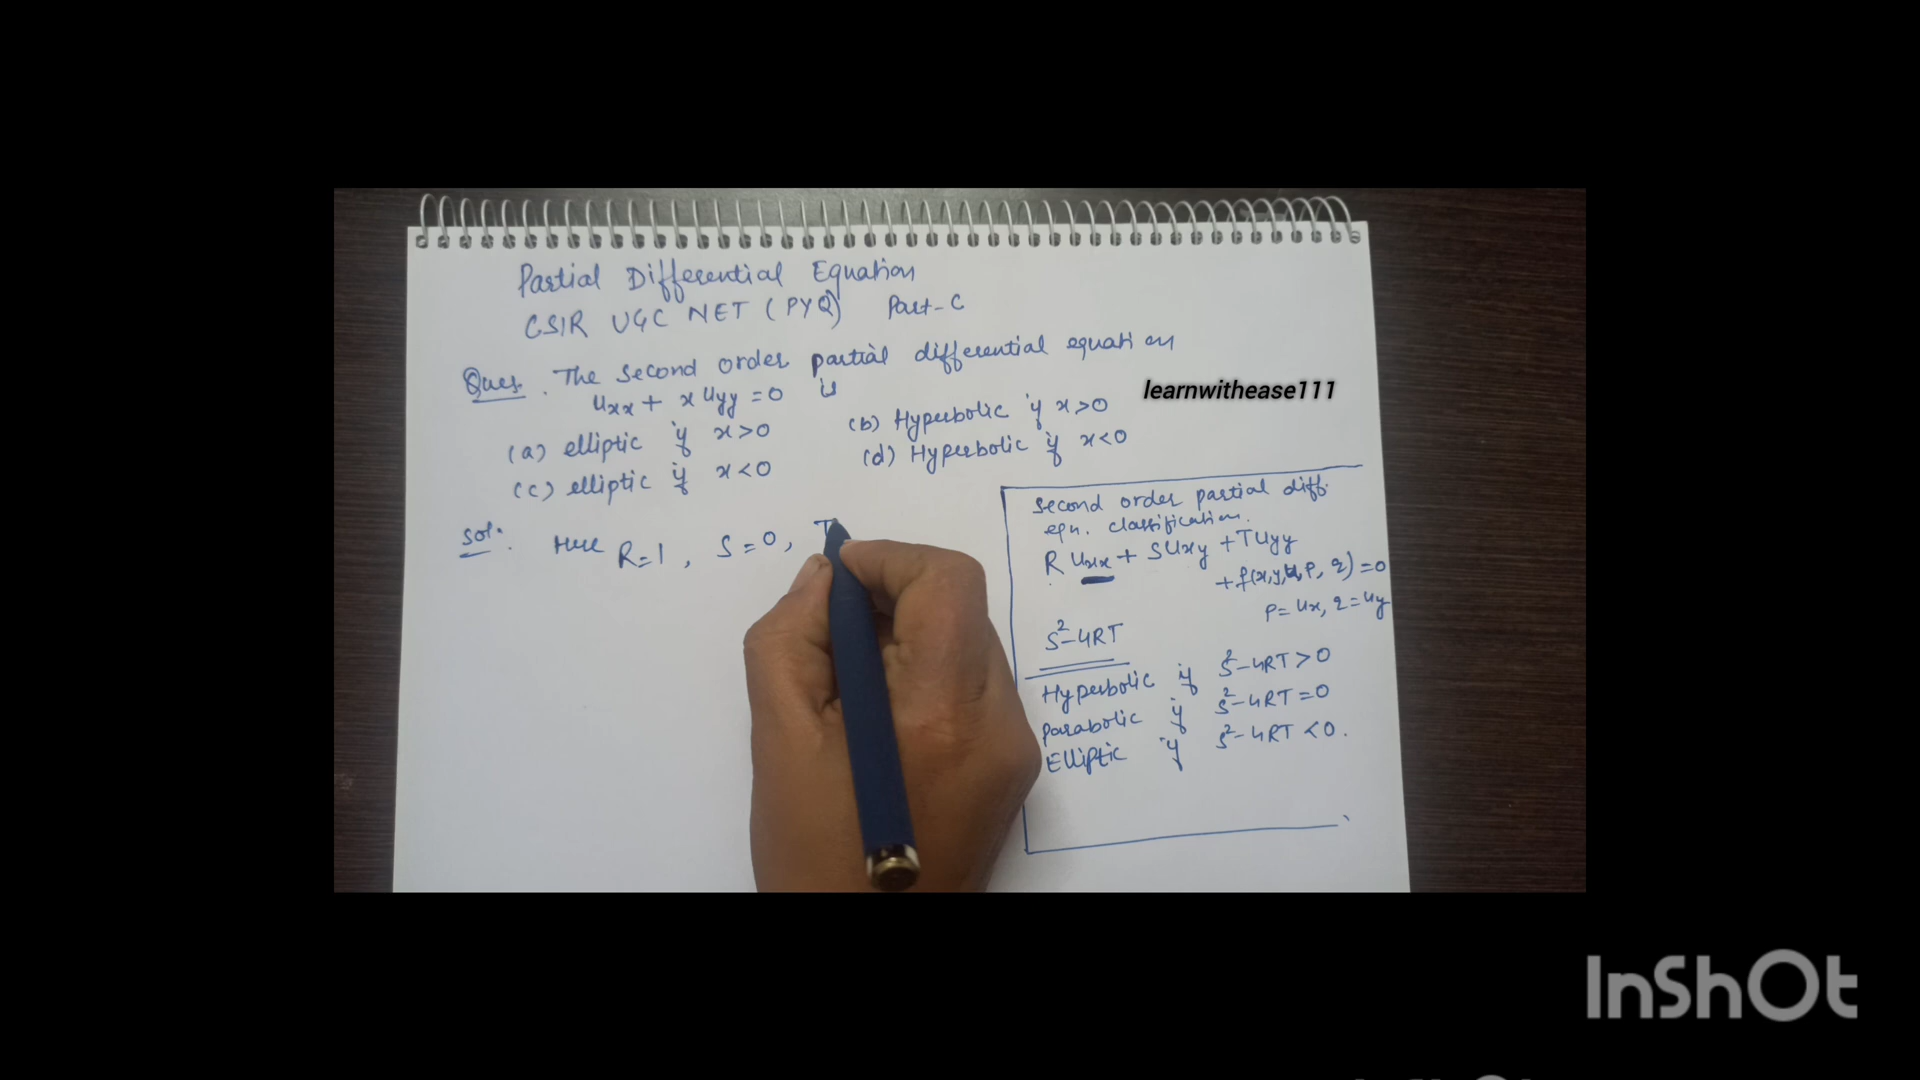 Partial Differential Equation
CSIR UGC NET (PYQ) Part-C
Ques. The second order partial differential equation
uxx + x uyy = 0 is
(a) elliptic if x>0 (b) Hyperbolic if x>0
(c) elliptic if x<0 (d) Hyperbolic if x<0
learnwithease111
Sol. Here R=1, S=0, T
second order partial diff.
eqn. classification.
R uxx + S uxy + T uyy
+ f(x,y,u,p,q)=0
p=ux, q=uy
S²-4RT
Hyperbolic if S²-4RT>0
parabolic if S²-4RT=0
Elliptic if S²-4RT<0.
InShOt